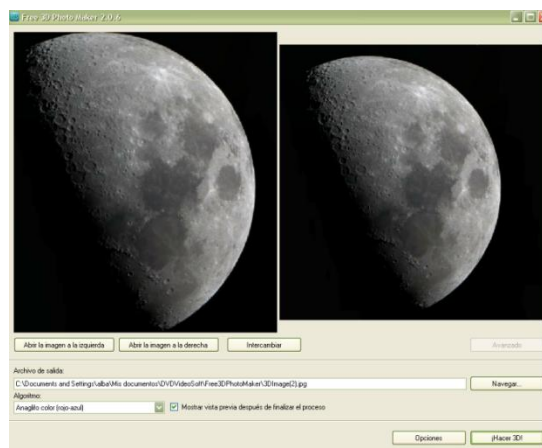 Free 3D Photo Maker 2.0.6
Abrir la imagen a la izquierda
Abrir la imagen a la derecha
Intercambiar
Avanzado
Archivo de salida:
C:\Documents and Settings\alba\Mis documentos\DVDVideoSoft\Free3DPhotoMaker\3DImage(2).jpg
Navegar...
Algoritmo:
Anaglifo color (rojo-azul)
Mostrar vista previa después de finalizar el proceso
Opciones
¡Hacer 3D!